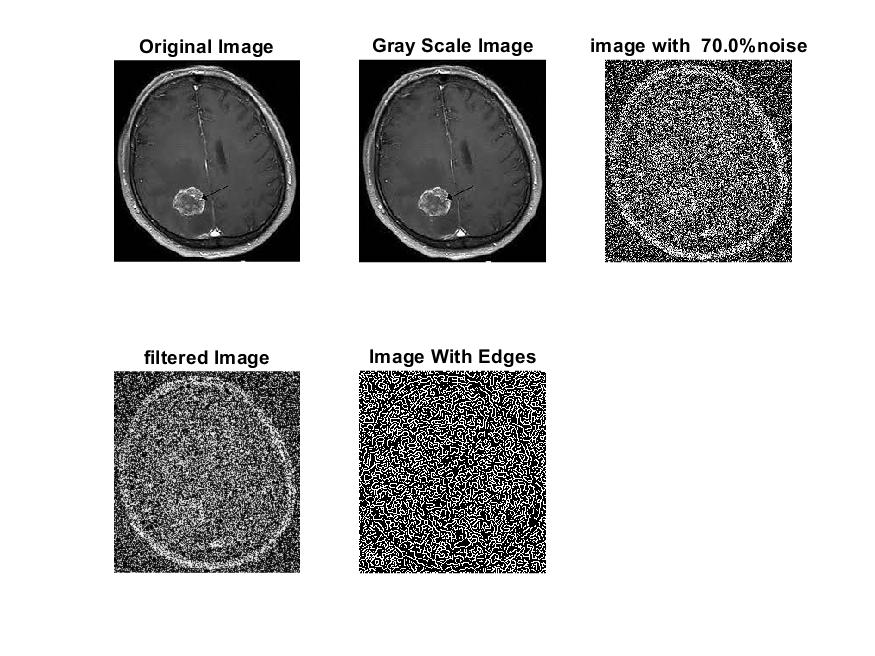 Original Image
Gray Scale Image
image with  70.0%noise
filtered Image
Image With Edges